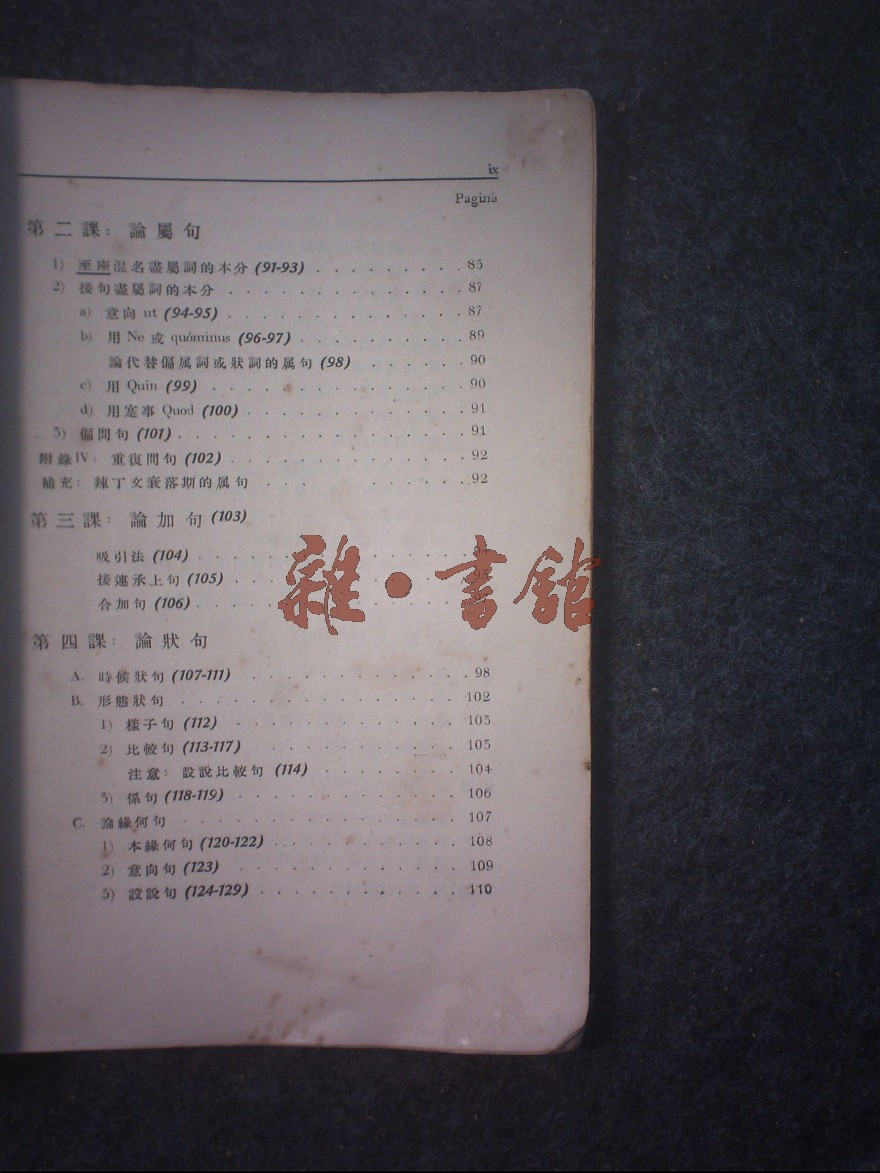 ix
Pagina
第二課: 論屬句
1) 至座混名盡屬詞的本分 (91-93) 85
2) 接句盡屬詞的本分 87
a) 意向 ut (94-95) 87
b) 用 Ne 或 quóminus (96-97) 89
論代替偏属詞或狀詞的属句 (98) 90
c) 用 Quin (99) 90
d) 用寔事 Quod (100) 91
3) 偏問句 (101) 91
附錄 IV: 重復問句 (102) 92
補充: 辣丁文衰落期的属句 92
第三課: 論加句 (103)
吸引法 (104)
接連承上句 (105)
合加句 (106)
雜·書館
第四課: 論狀句
A. 時候狀句 (107-111) 98
B. 形態狀句 102
1) 樣子句 (112) 103
2) 比較句 (113-117) 103
注意: 設說比較句 (114) 104
3) 係句 (118-119) 106
C. 論緣何句 107
1) 本緣何句 (120-122) 108
2) 意向句 (123) 109
3) 設說句 (124-129) 110